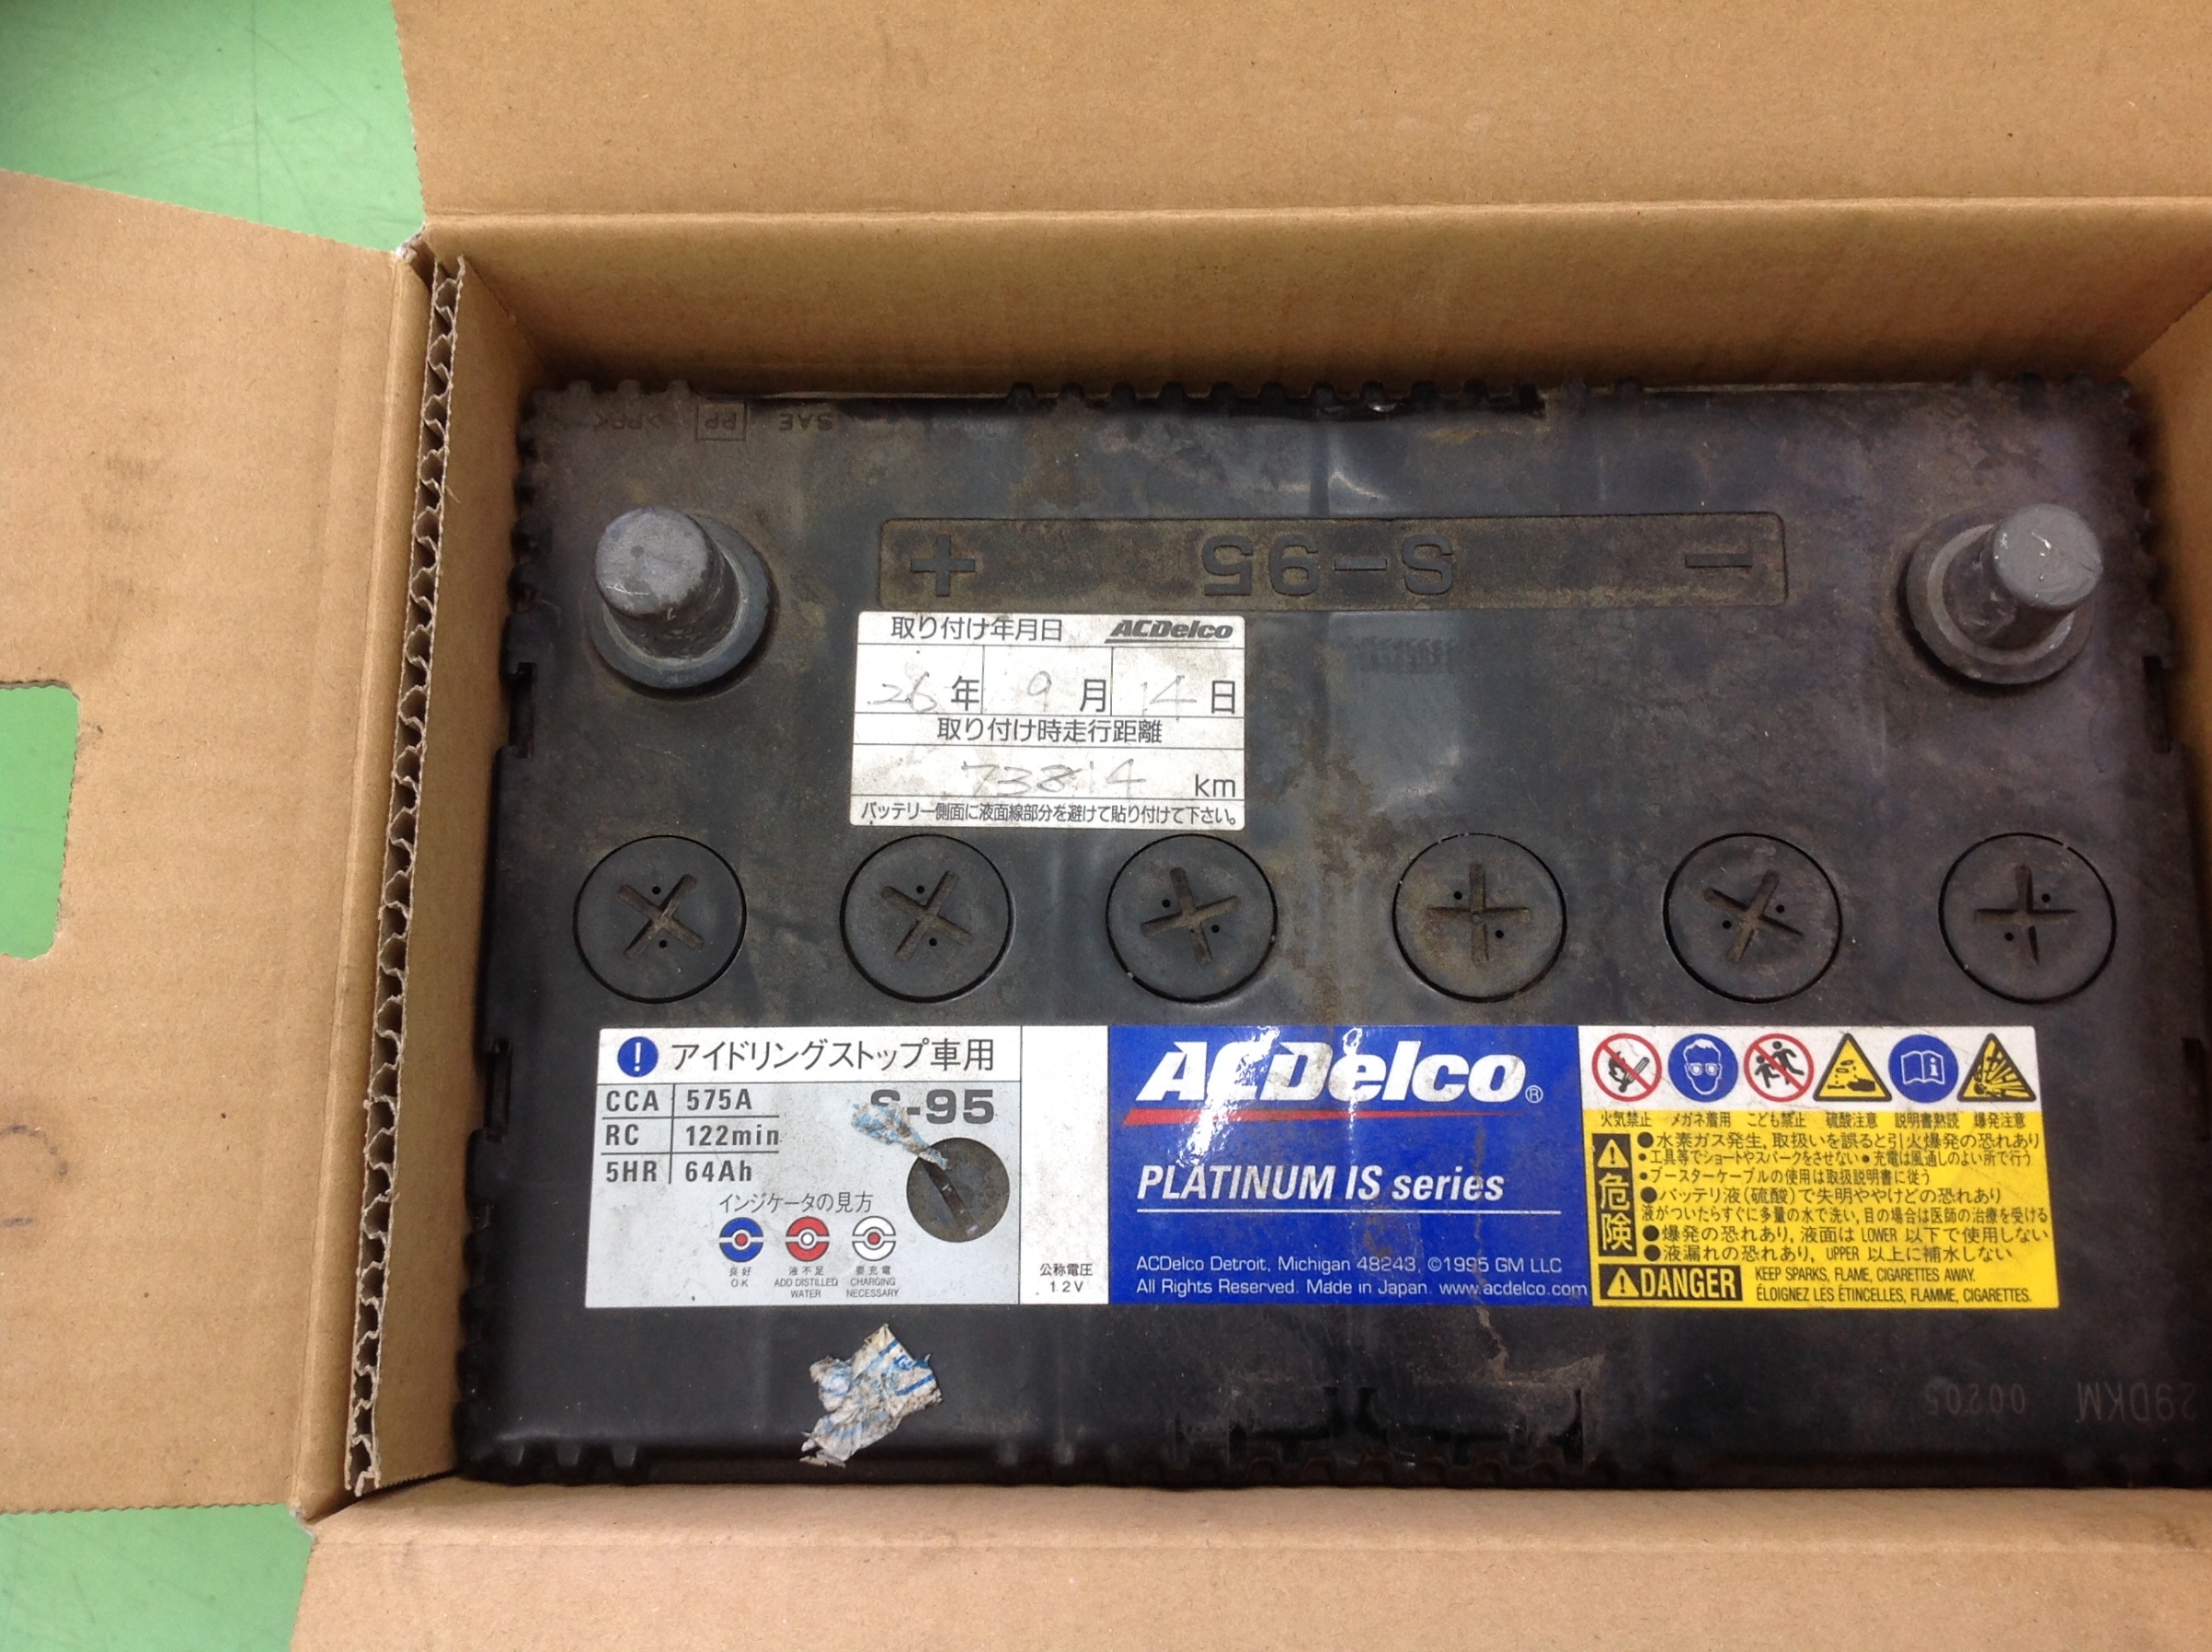 >PP< PP SAE
+ S-95 −
取り付け年月日 ACDelco
26年 9月 14日
取り付け時走行距離
73814 km
バッテリー側面に液面線部分を避けて貼り付けて下さい。
! アイドリングストップ車用
S-95
CCA 575A
RC 122min
5HR 64Ah
インジケータの見方
良好 液不足 要充電
OK ADD DISTILLED WATER CHARGING NECESSARY
公称電圧
12V
ACDelco®
PLATINUM IS series
ACDelco Detroit, Michigan 48243, ©1995 GM LLC
All Rights Reserved. Made in Japan. www.acdelco.com
火気禁止 メガネ着用 こども禁止 硫酸注意 説明書熟読 爆発注意
危険
●水素ガス発生, 取扱いを誤ると引火爆発の恐れあり
•工具等でショートやスパークをさせない•充電は風通しのよい所で行う
•ブースターケーブルの使用は取扱説明書に従う
●バッテリ液(硫酸)で失明ややけどの恐れあり
液がついたらすぐに多量の水で洗い, 目の場合は医師の治療を受ける
●爆発の恐れあり, 液面は LOWER 以下で使用しない
●液漏れの恐れあり, UPPER 以上に補水しない
DANGER
KEEP SPARKS, FLAME, CIGARETTES AWAY.
ÉLOIGNEZ LES ÉTINCELLES, FLAMME, CIGARETTES.
29DKM 00205